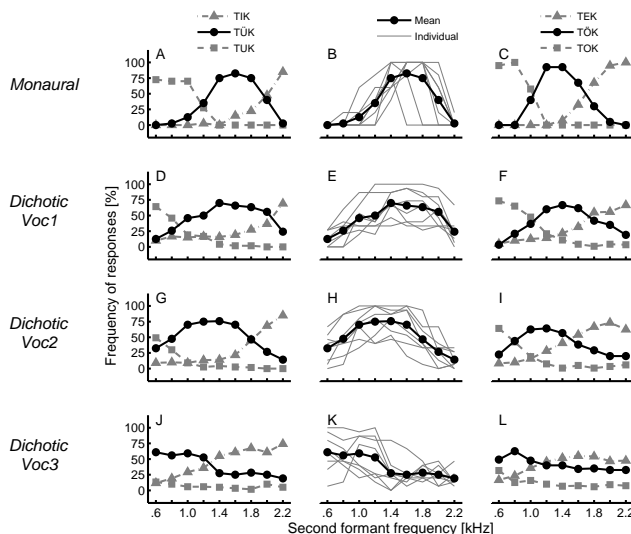 TIK
TÜK
TUK
Mean
Individual
TEK
TÖK
TOK
Monaural
A
B
C
100
75
50
25
0
Dichotic
Voc1
D
E
F
100
75
50
25
0
Dichotic
Voc2
G
H
I
100
75
50
25
0
Dichotic
Voc3
J
K
L
100
75
50
25
0
.6 1.0 1.4 1.8 2.2
.6 1.0 1.4 1.8 2.2
.6 1.0 1.4 1.8 2.2
Frequency of responses [%]
Second formant frequency [kHz]